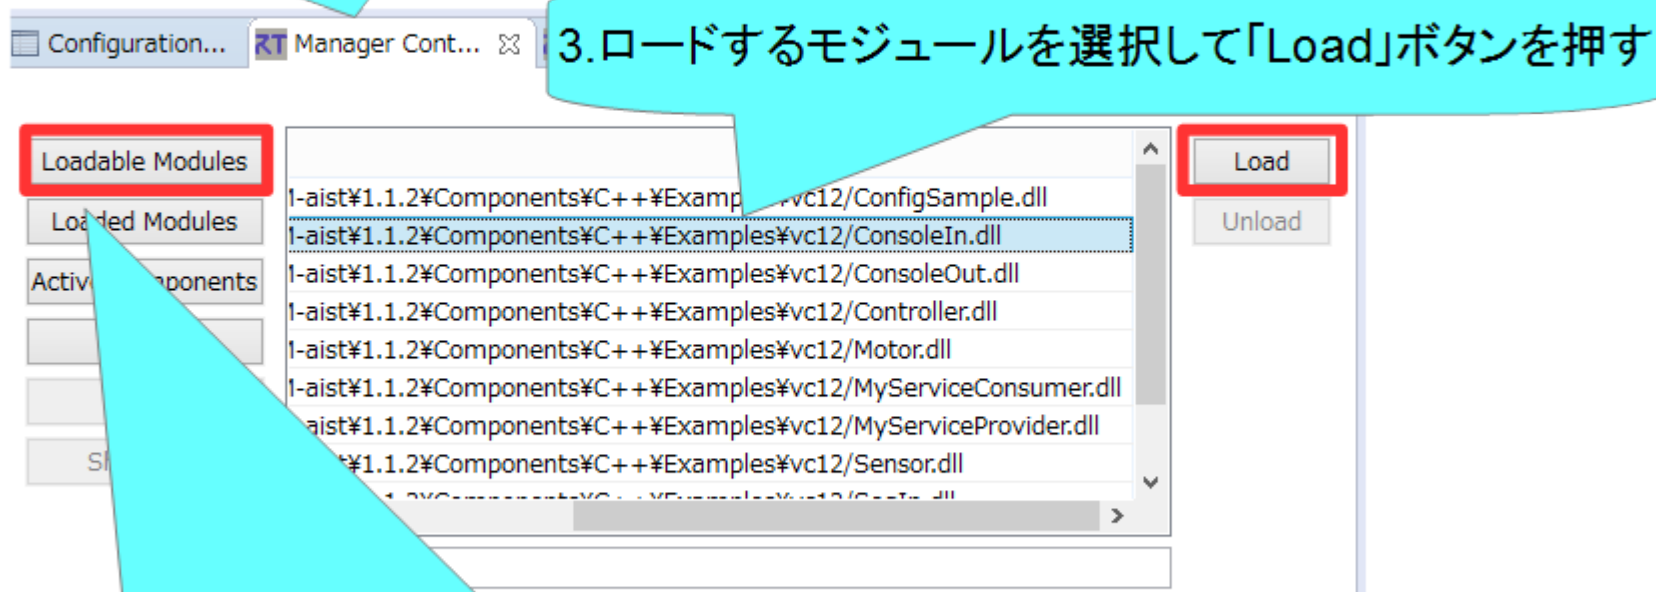 Configuration...
RT Manager Cont...
3.ロードするモジュールを選択して「Load」ボタンを押す
Loadable Modules
Loaded Modules
1-aist¥1.1.2¥Components¥C++¥Examples¥vc12/ConfigSample.dll
1-aist¥1.1.2¥Components¥C++¥Examples¥vc12/ConsoleIn.dll
1-aist¥1.1.2¥Components¥C++¥Examples¥vc12/ConsoleOut.dll
1-aist¥1.1.2¥Components¥C++¥Examples¥vc12/Controller.dll
1-aist¥1.1.2¥Components¥C++¥Examples¥vc12/Motor.dll
1-aist¥1.1.2¥Components¥C++¥Examples¥vc12/MyServiceConsumer.dll
aist¥1.1.2¥Components¥C++¥Examples¥vc12/MyServiceProvider.dll
¥1.1.2¥Components¥C++¥Examples¥vc12/Sensor.dll
Load
Unload